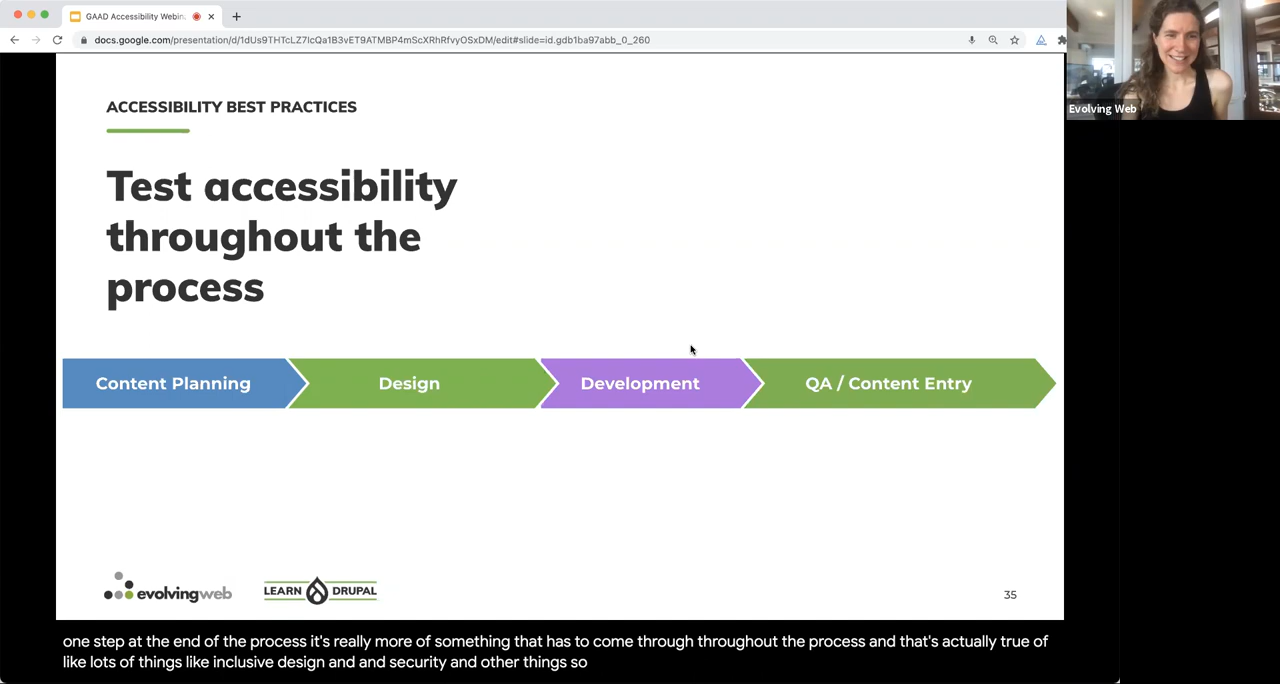 GAAD Accessibility Webin
docs.google.com/presentation/d/1dUs9THTcLZ7lcQa1B3vET9ATMBP4mScXRhRfvyOSxDM/edit#slide=id.gdb1ba97abb_0_260
Evolving Web
ACCESSIBILITY BEST PRACTICES
Test accessibility
throughout the
process
Content Planning
Design
Development
QA / Content Entry
evolvingweb
LEARN DRUPAL
35
one step at the end of the process it's really more of something that has to come through throughout the process and that's actually true of
like lots of things like inclusive design and and security and other things so